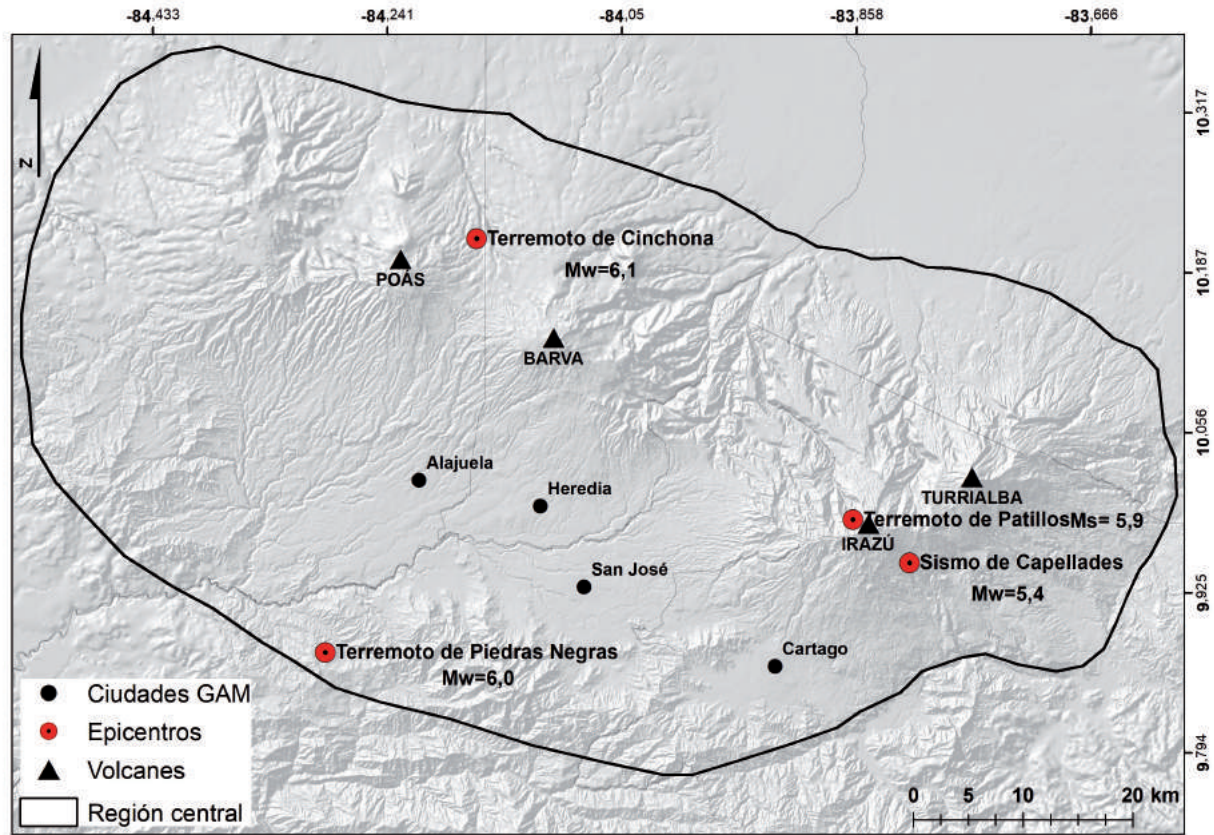 -84,433
-84,241
-84,05
-83,858
-83,666
10,317
10,187
10,056
9,925
9,794
N
Terremoto de Cinchona
Mw=6,1
POAS
BARVA
Alajuela
Heredia
TURRIALBA
Terremoto de Patillos Ms= 5,9
IRAZÚ
Sismo de Capellades
Mw=5,4
San José
Terremoto de Piedras Negras
Mw=6,0
Cartago
Ciudades GAM
Epicentros
Volcanes
Región central
0 5 10 20 km